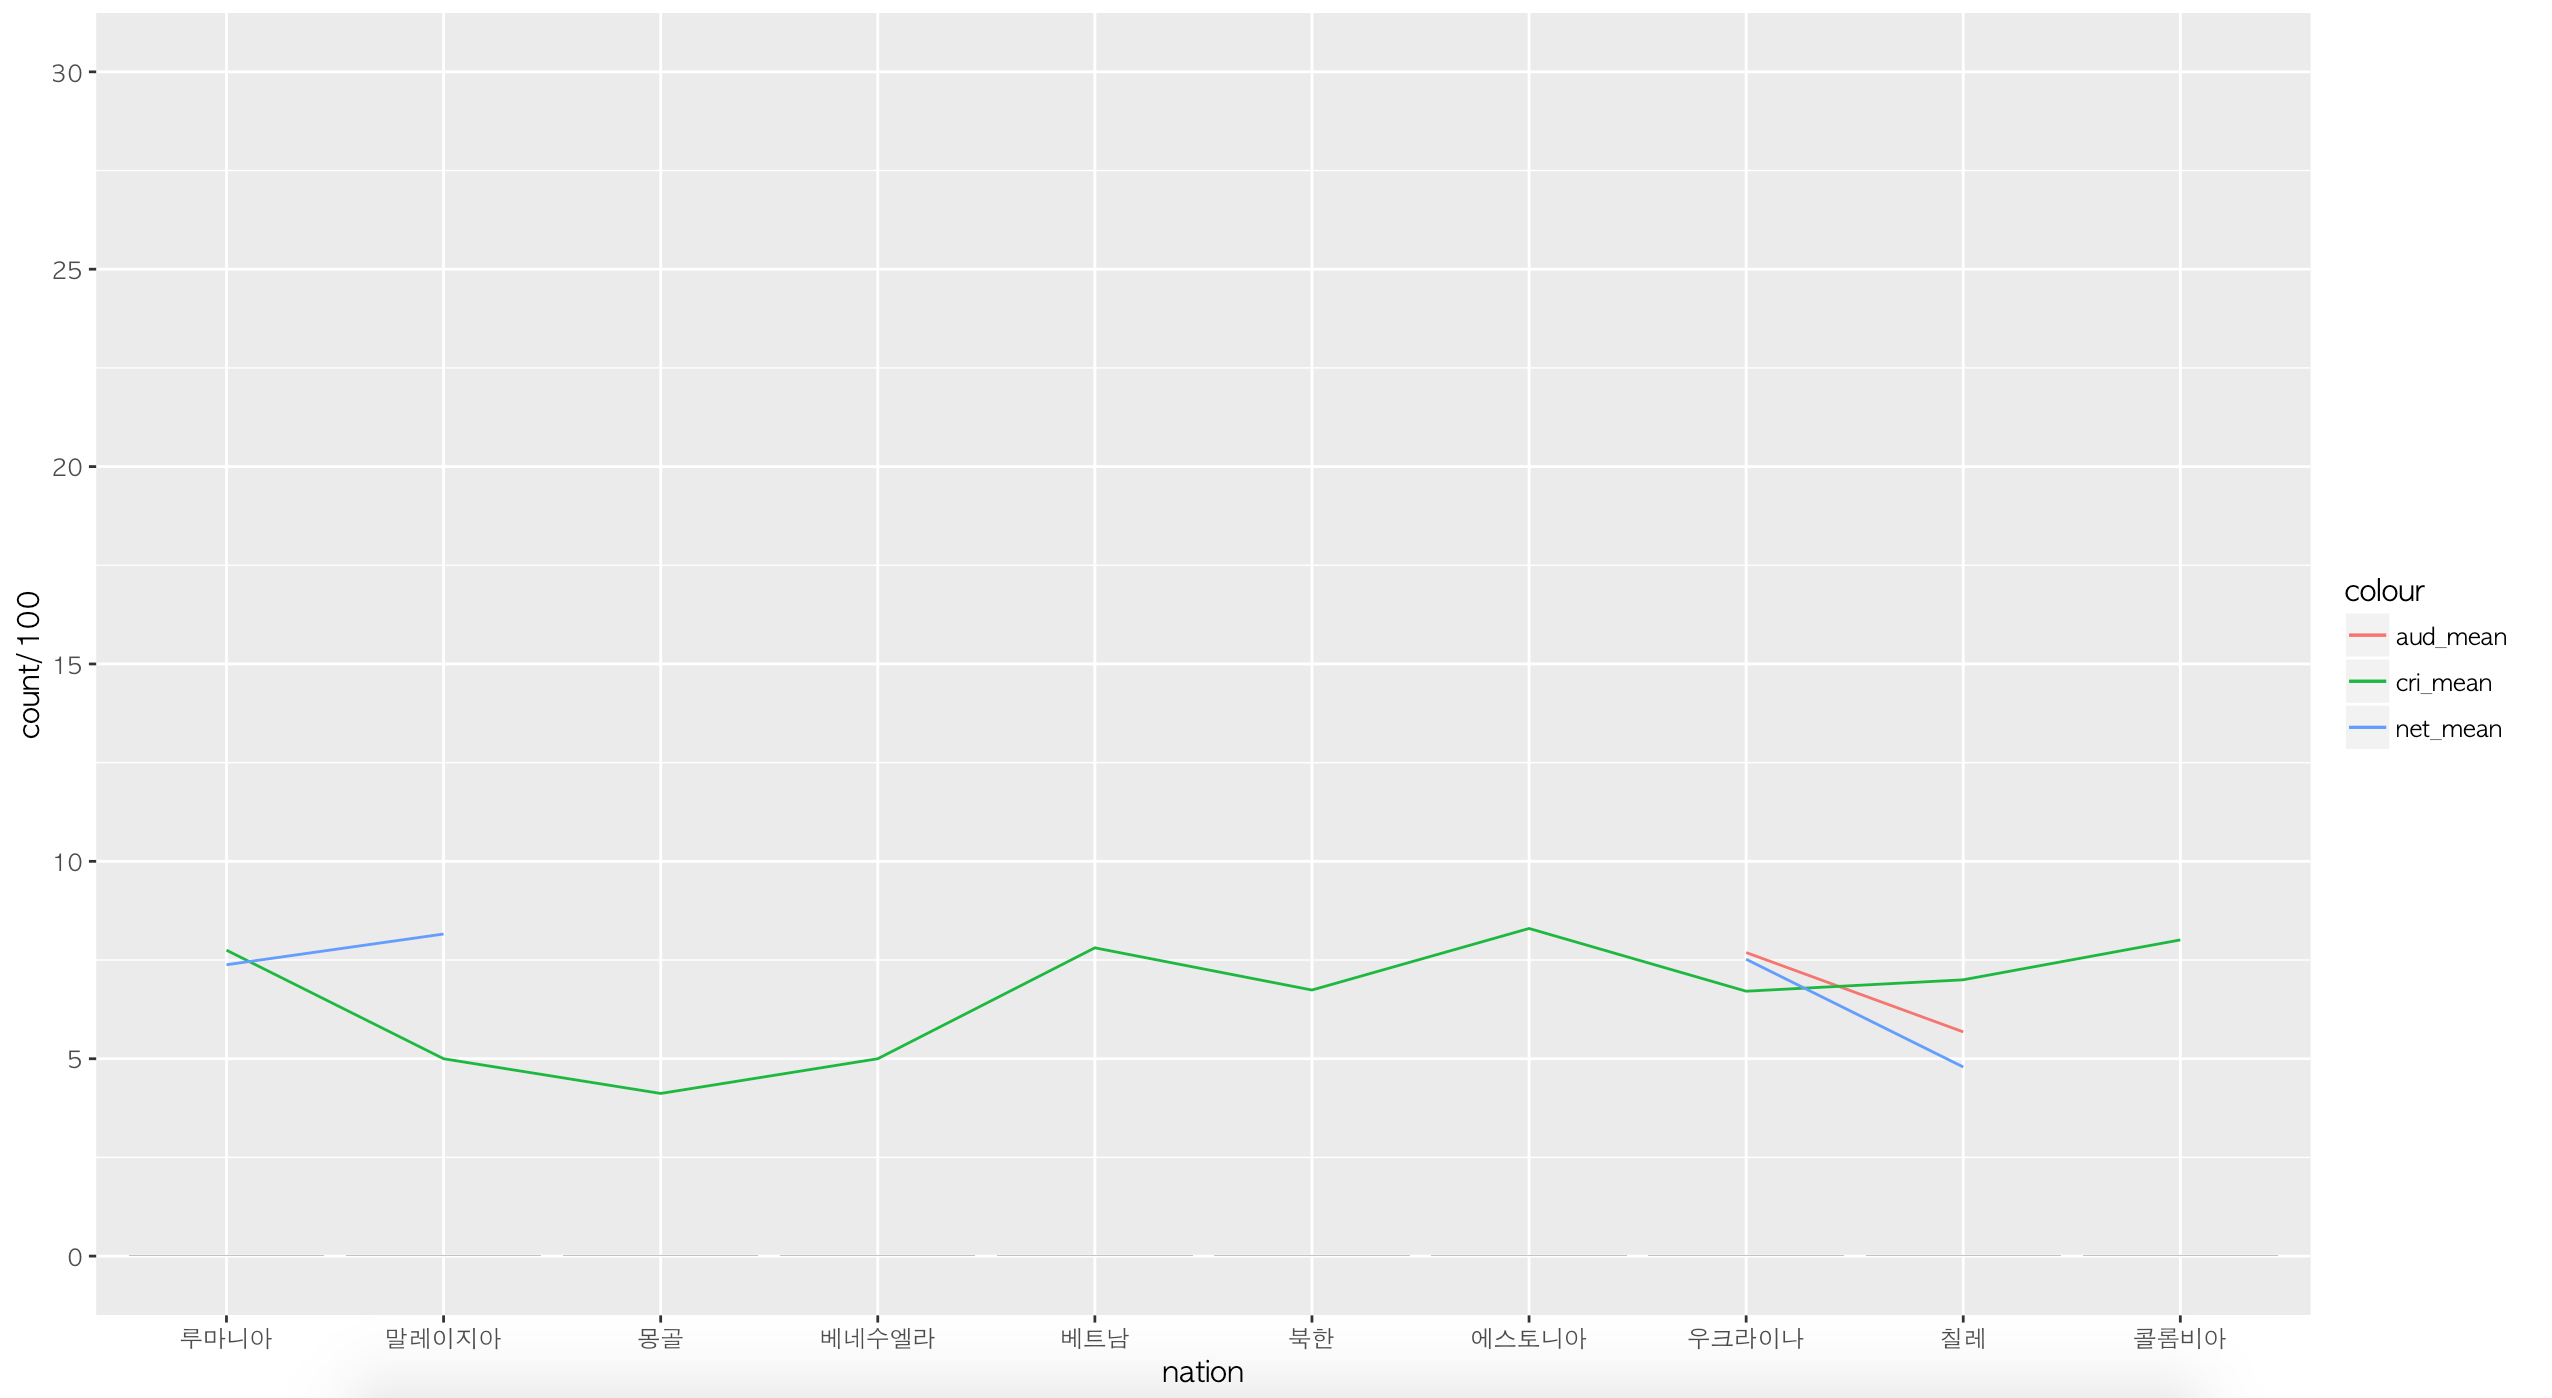 30
25
20
15
10
5
0
count/100
루마니아 말레이지아 몽골 베네수엘라 베트남 북한 에스토니아 우크라이나 칠레 콜롬비아
nation
colour
aud_mean
cri_mean
net_mean